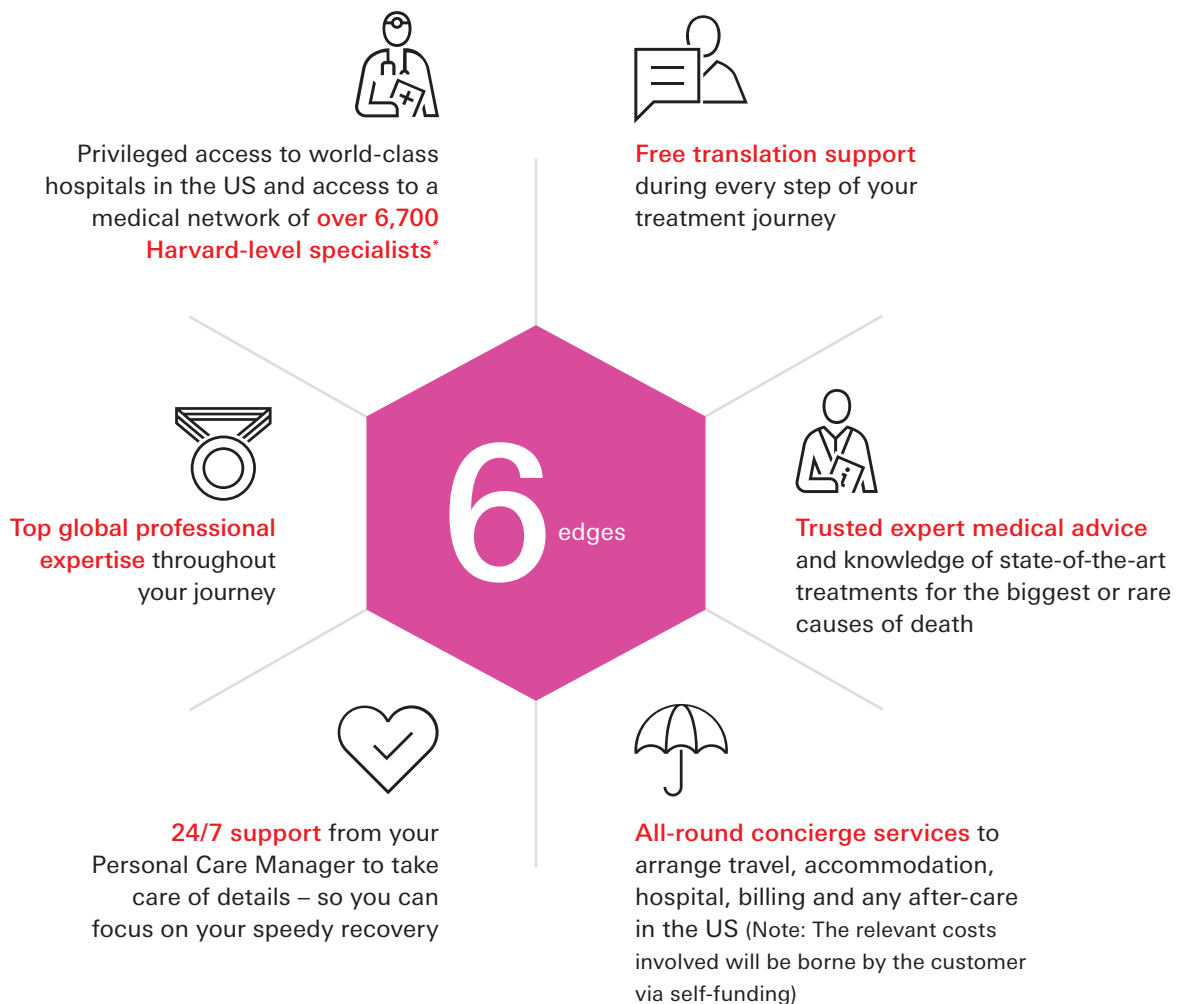 Privileged access to world-class
hospitals in the US and access to a
medical network of over 6,700
Harvard-level specialists*
Free translation support
during every step of your
treatment journey
Top global professional
expertise throughout
your journey
6 edges
Trusted expert medical advice
and knowledge of state-of-the-art
treatments for the biggest or rare
causes of death
24/7 support from your
Personal Care Manager to take
care of details – so you can
focus on your speedy recovery
All-round concierge services to
arrange travel, accommodation,
hospital, billing and any after-care
in the US (Note: The relevant costs
involved will be borne by the customer
via self-funding)